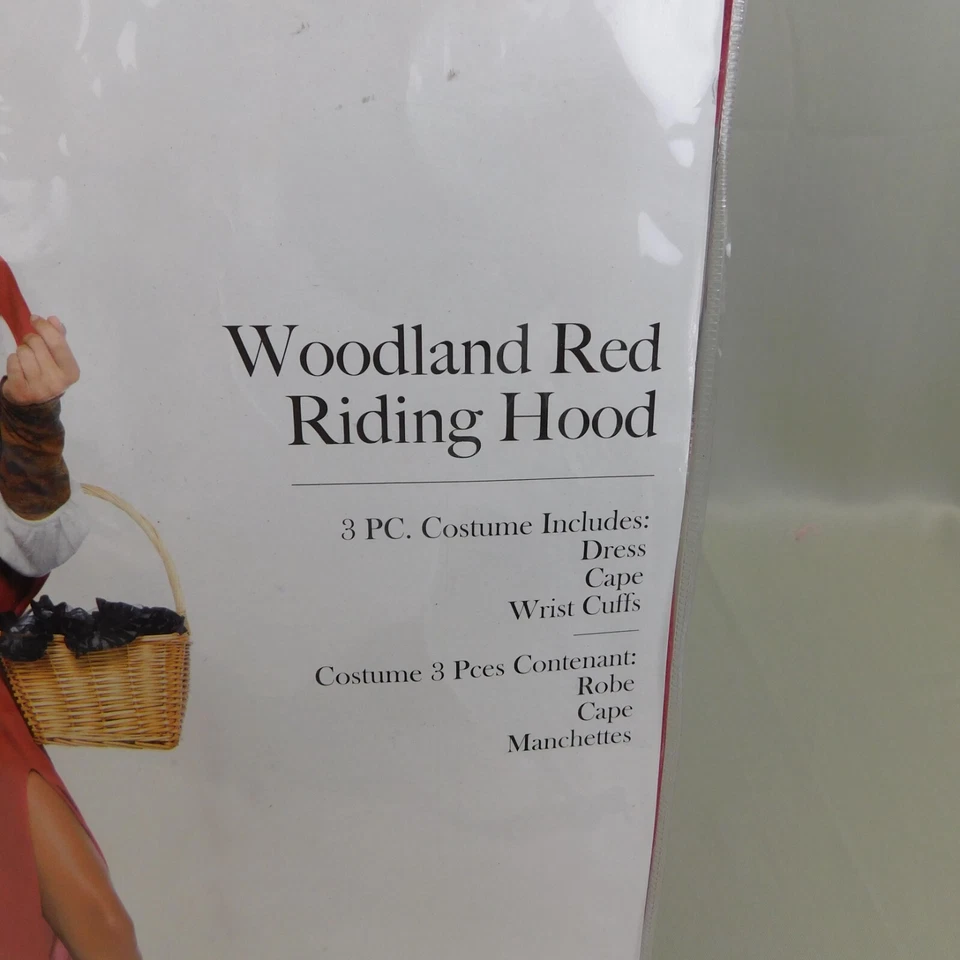 Woodland Red
Riding Hood
3 PC. Costume Includes:
Dress
Cape
Wrist Cuffs
Costume 3 Pces Contenant:
Robe
Cape
Manchettes